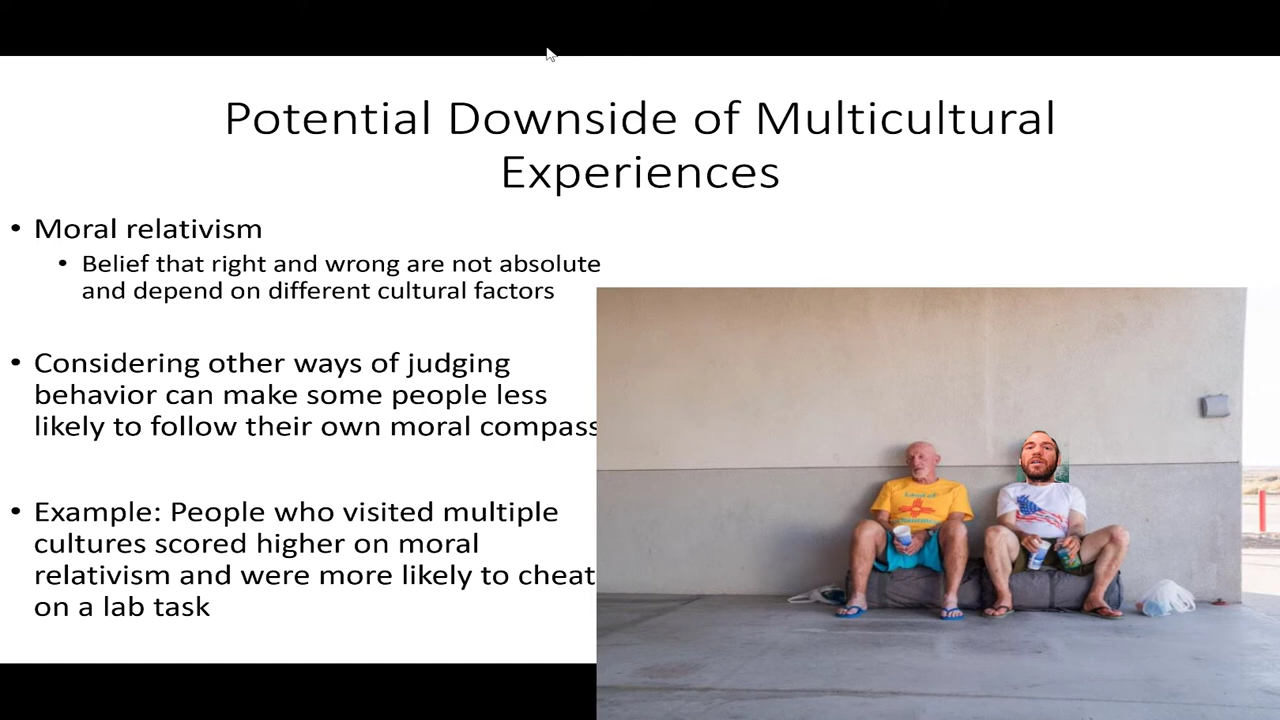 Potential Downside of Multicultural
Experiences
• Moral relativism
• Belief that right and wrong are not absolute
and depend on different cultural factors
• Considering other ways of judging
behavior can make some people less
likely to follow their own moral compass
• Example: People who visited multiple
cultures scored higher on moral
relativism and were more likely to cheat
on a lab task